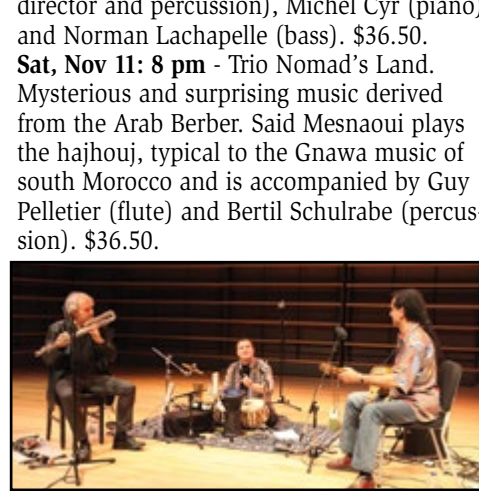 director and percussion), Michel Cyr (piano)
and Norman Lachapelle (bass). $36.50.
Sat, Nov 11: 8 pm - Trio Nomad's Land.
Mysterious and surprising music derived
from the Arab Berber. Said Mesnaoui plays
the hajhouj, typical to the Gnawa music of
south Morocco and is accompanied by Guy
Pelletier (flute) and Bertil Schulrabe (percus-
sion). $36.50.